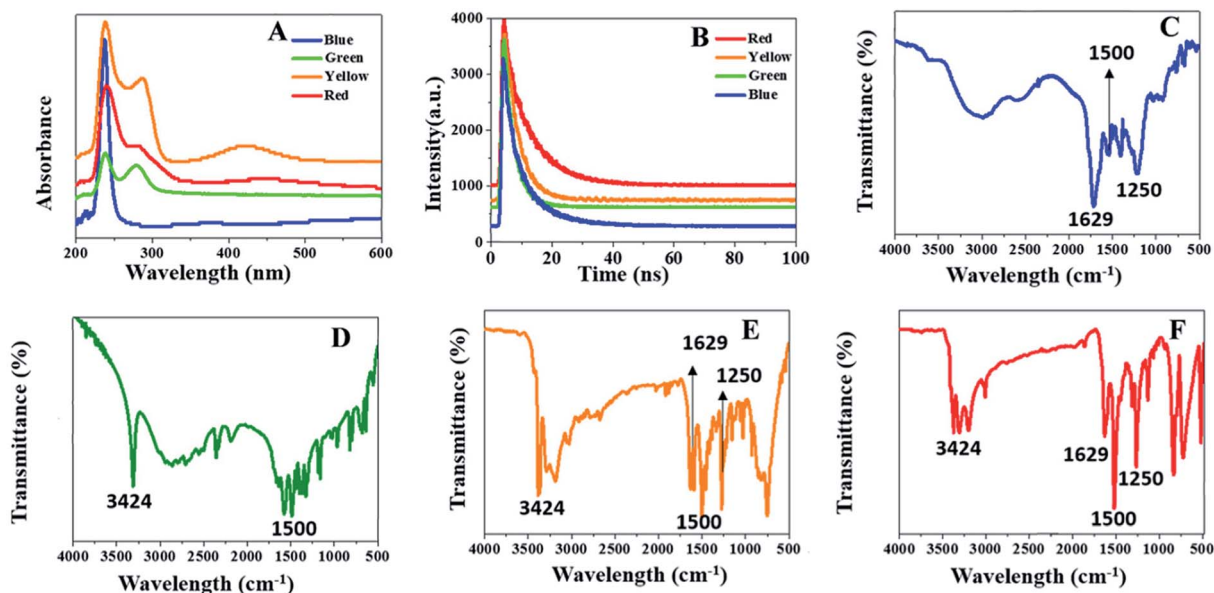 A
Blue
Green
Yellow
Red
Absorbance
200 300 400 500 600
Wavelength (nm)
B
Red
Yellow
Green
Blue
Intensity(a.u.)
4000
3000
2000
1000
0
0 20 40 60 80 100
Time (ns)
C
1500
1250
1629
Transmittance (%)
4000 3500 3000 2500 2000 1500 1000 500
Wavelength (cm-1)
D
3424
1500
Transmittance (%)
4000 3500 3000 2500 2000 1500 1000 500
Wavelength (cm-1)
E
1629
1250
3424
1500
Transmittance (%)
4000 3500 3000 2500 2000 1500 1000 500
Wavelength (cm-1)
F
3424
1629
1250
1500
Transmittance (%)
4000 3500 3000 2500 2000 1500 1000 500
Wavelength (cm-1)